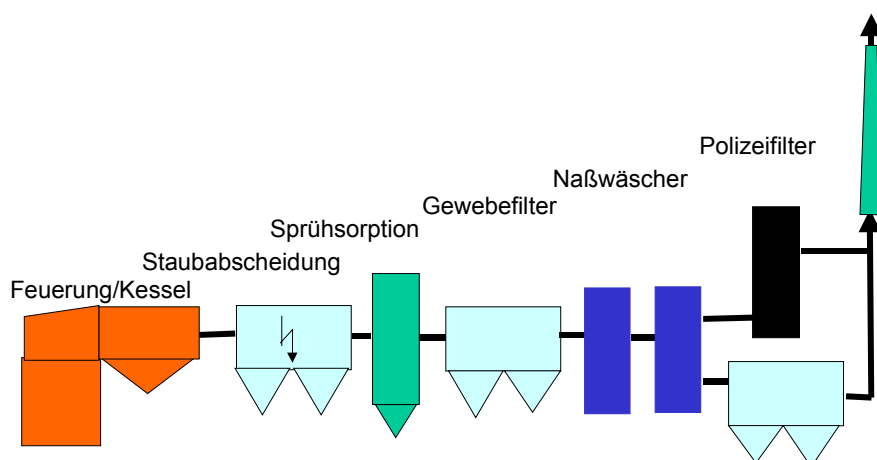 Feuerung/Kessel
Staubabscheidung
Sprühsorption
Gewebefilter
Naßwäscher
Polizeifilter